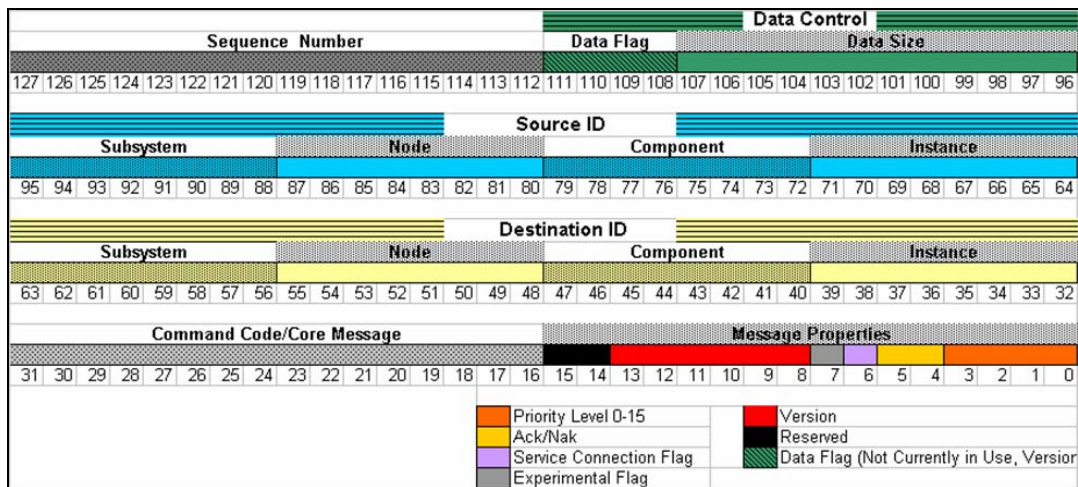 Data Control
Sequence Number Data Flag Data Size
127 126 125 124 123 122 121 120 119 118 117 116 115 114 113 112 111 110 109 108 107 106 105 104 103 102 101 100 99 98 97 96
Source ID
Subsystem Node Component Instance
95 94 93 92 91 90 89 88 87 86 85 84 83 82 81 80 79 78 77 76 75 74 73 72 71 70 69 68 67 66 65 64
Destination ID
Subsystem Node Component Instance
63 62 61 60 59 58 57 56 55 54 53 52 51 50 49 48 47 46 45 44 43 42 41 40 39 38 37 36 35 34 33 32
Command Code/Core Message Message Properties
31 30 29 28 27 26 25 24 23 22 21 20 19 18 17 16 15 14 13 12 11 10 9 8 7 6 5 4 3 2 1 0
Priority Level 0-15 Version
Ack/Nak Reserved
Service Connection Flag Data Flag (Not Currently in Use, Version
Experimental Flag